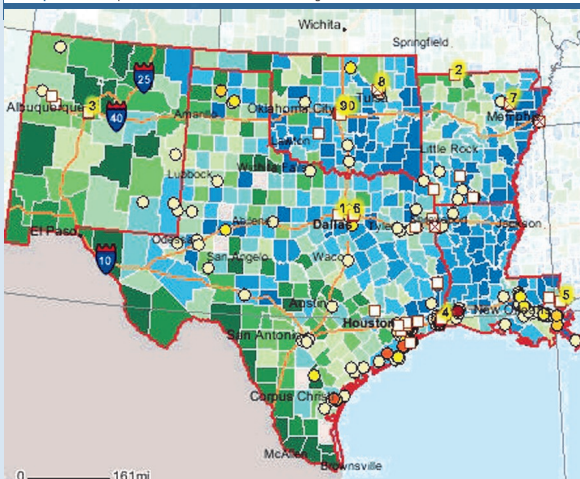 Wichita
Springfield
25
8
2
Tulsa
7
Albuquerque
3
40
Amarillo
Oklahoma City
90
Memphis
Lawton
Little Rock
Wichita Falls
Lubbock
1 6
Abilene
Dallas
Tyler
Jackson
El Paso
Odessa
10
San Angelo
Waco
5
Austin
4
New Orleans
Houston
San Antonio
Corpus Christi
McAllen
Brownsville
0
161mi